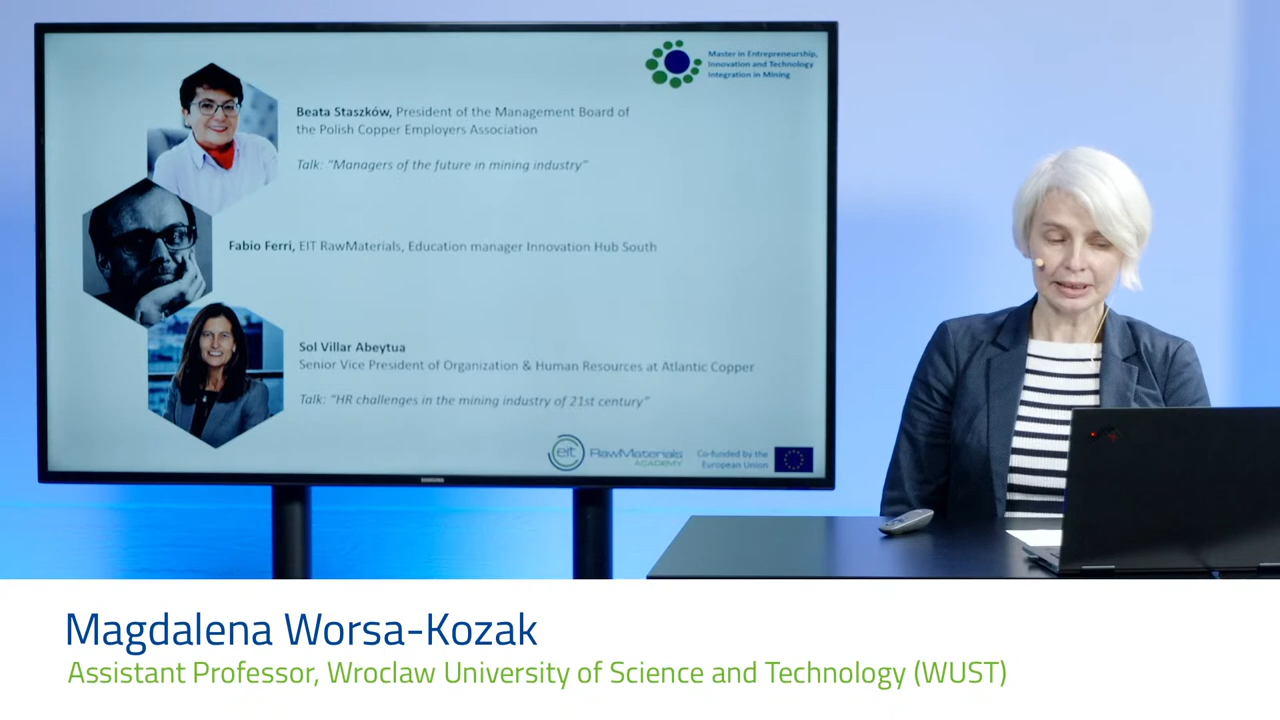 Master in Entrepreneurship,
Innovation and Technology
Integration in Mining
Beata Staszków, President of the Management Board of
the Polish Copper Employers Association
Talk: "Managers of the future in mining industry"
Fabio Ferri, EIT RawMaterials, Education manager Innovation Hub South
Sol Villar Abeytua
Senior Vice President of Organization & Human Resources at Atlantic Copper
Talk: "HR challenges in the mining industry of 21st century"
eit RawMaterials
ACADEMY
Co-funded by the
European Union
SAMSUNG
Magdalena Worsa-Kozak
Assistant Professor, Wroclaw University of Science and Technology (WUST)